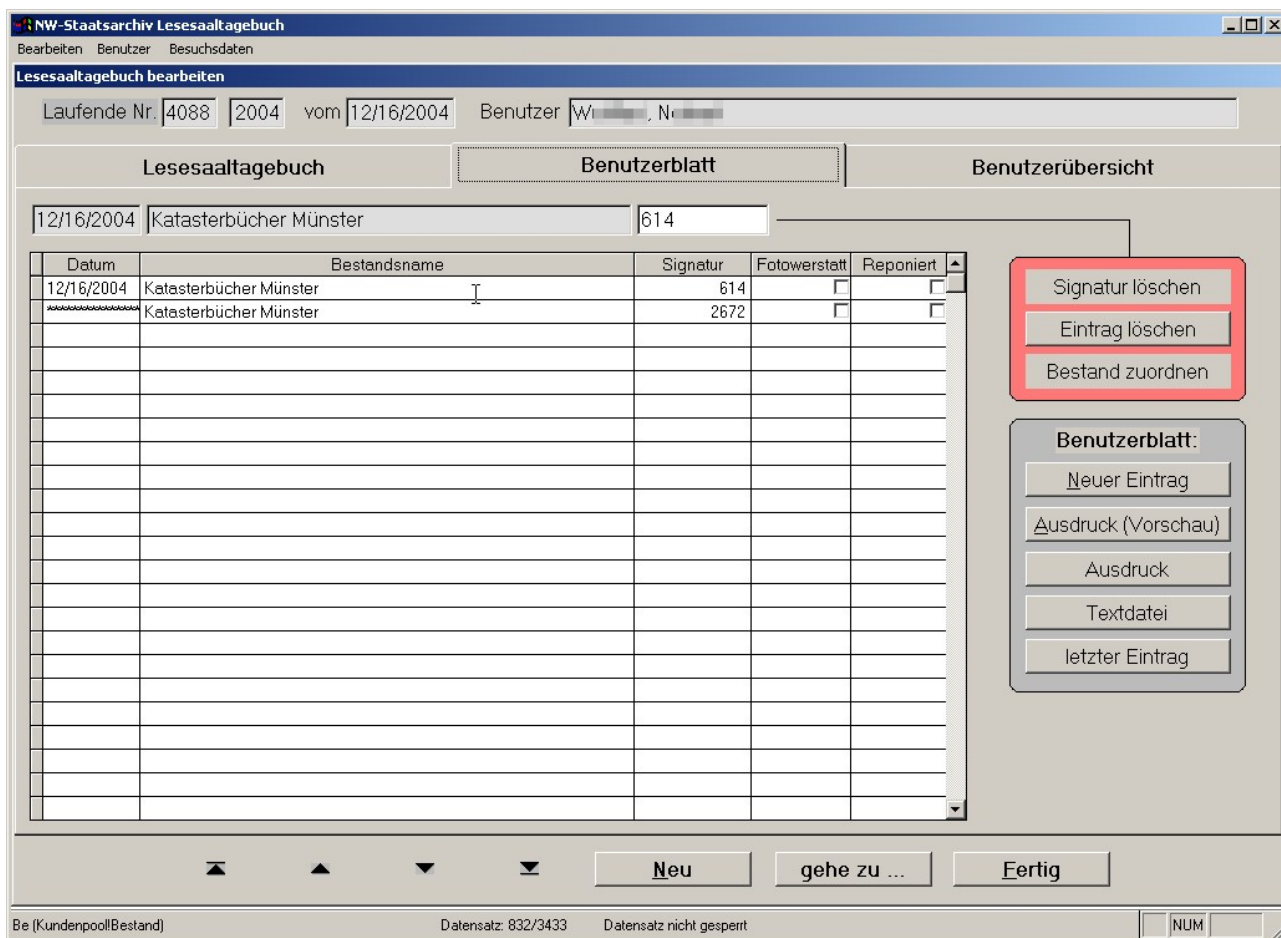 NW-Staatsarchiv Lesesaaltagebuch
Bearbeiten Benutzer Besuchsdaten
Lesesaaltagebuch bearbeiten
Laufende Nr. 4088 2004 vom 12/16/2004 Benutzer
Lesesaaltagebuch Benutzerblatt Benutzerübersicht
12/16/2004 Katasterbücher Münster 614
Datum Bestandsname Signatur Fotowerstatt Reponiert
12/16/2004 Katasterbücher Münster 614
Katasterbücher Münster 2672
Signatur löschen
Eintrag löschen
Bestand zuordnen
Benutzerblatt:
Neuer Eintrag
Ausdruck (Vorschau)
Ausdruck
Textdatei
letzter Eintrag
Neu gehe zu ... Fertig
Be (Kundenpool!Bestand) Datensatz: 832/3433 Datensatz nicht gesperrt NUM